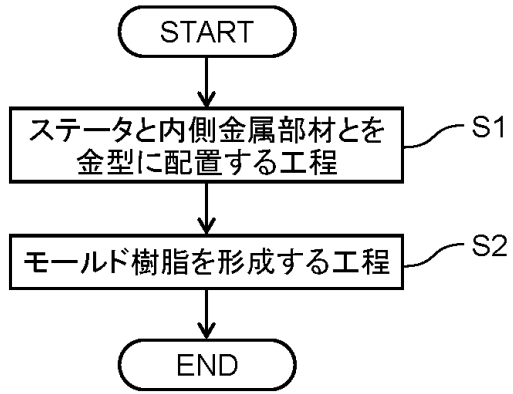 START
ステータと内側金属部材とを
金型に配置する工程
S1
モールド樹脂を形成する工程
S2
END